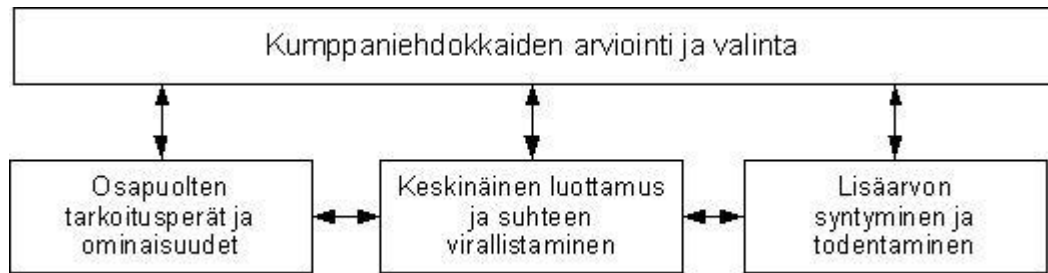 Kumppaniehdokkaiden arviointi ja valinta
Osapuolten
tarkoitusperät ja
ominaisuudet
Keskinäinen luottamus
ja suhteen
virallistaminen
Lisäarvon
syntyminen ja
todentaminen